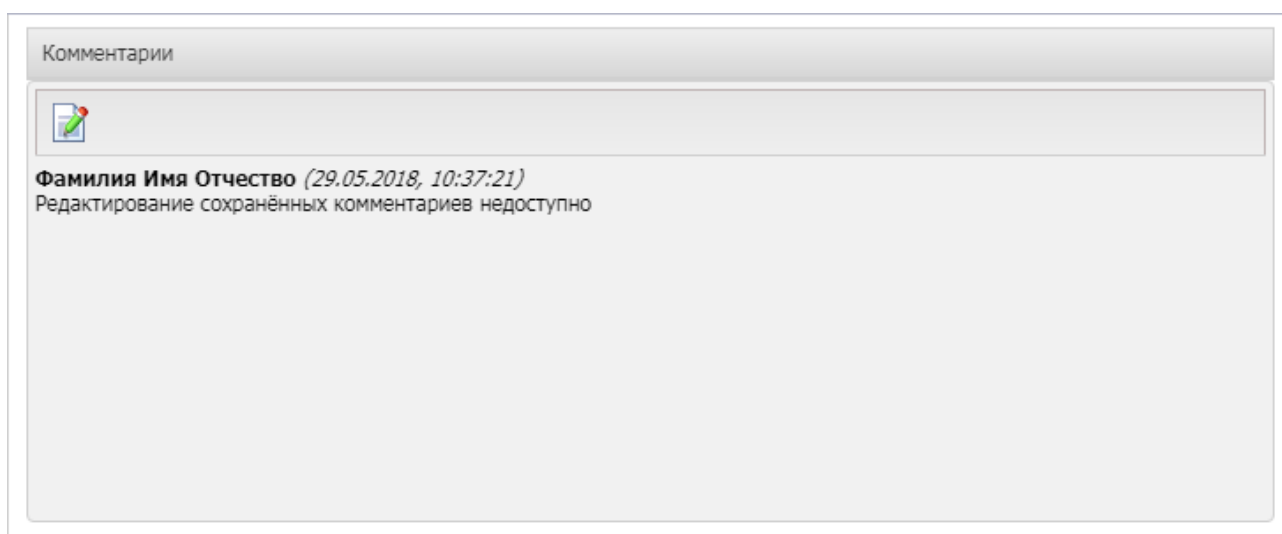 Комментарии
Фамилия Имя Отчество (29.05.2018, 10:37:21)
Редактирование сохранённых комментариев недоступно